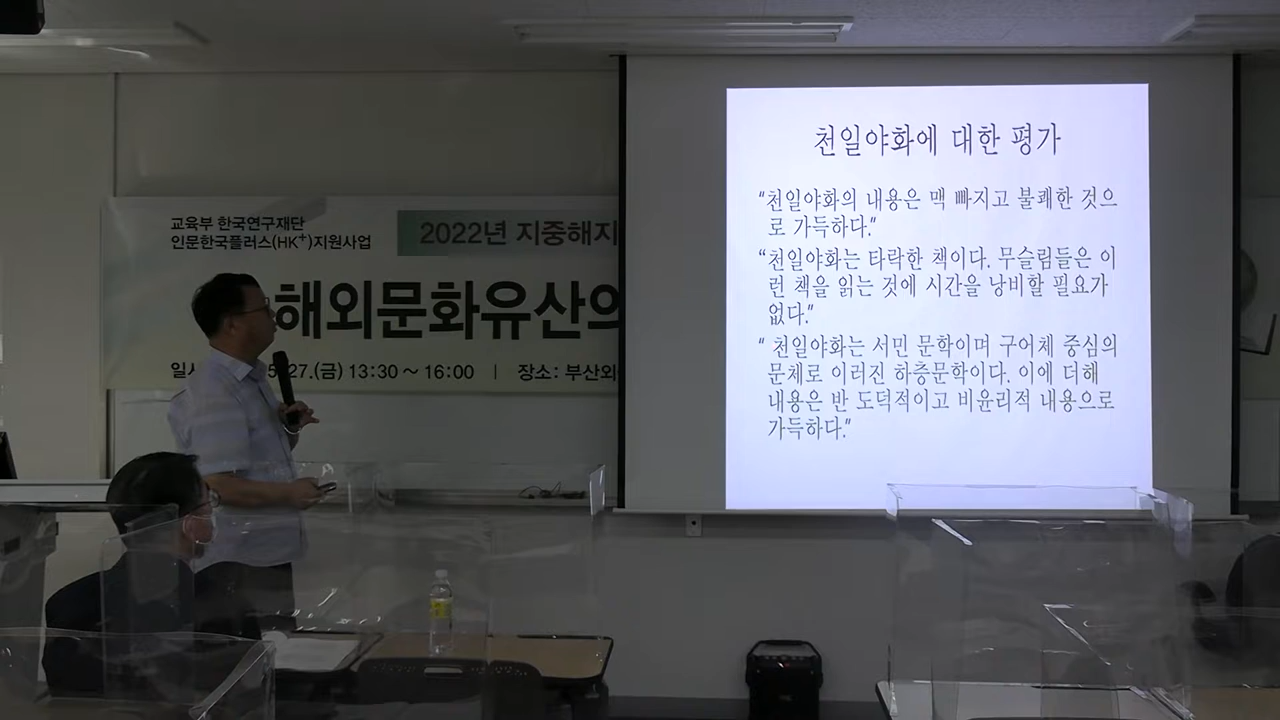 교육부 한국연구재단
인문한국플러스(HK+)지원사업
2022년 지중해지
해외문화유산의
27.(금) 13:30 ~ 16:00 | 장소: 부산외
천일야화에 대한 평가
“천일야화의 내용은 맥 빠지고 불쾌한 것으
로 가득하다.”
“천일야화는 타락한 책이다. 무슬림들은 이
런 책을 읽는 것에 시간을 낭비할 필요가
없다.”
“ 천일야화는 서민 문학이며 구어체 중심의
문체로 이러진 하층문학이다. 이에 더해
내용은 반 도덕적이고 비윤리적 내용으로
가득하다.”